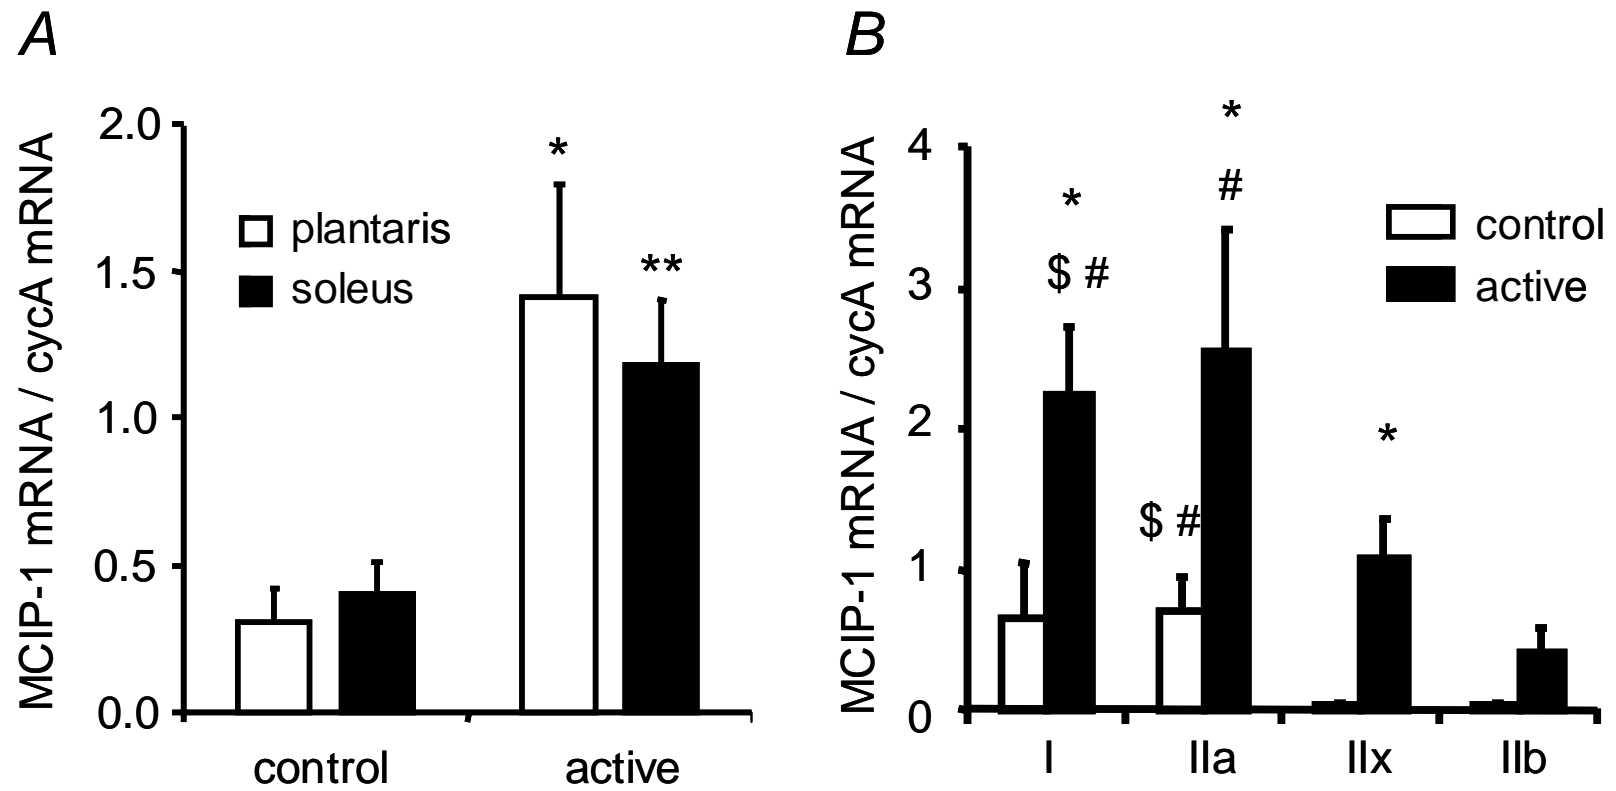 A
MCIP-1 mRNA / cycA mRNA
2.0
1.5
1.0
0.5
0.0
plantaris
soleus
*
**
control
active
B
MCIP-1 mRNA / cycA mRNA
4
3
2
1
0
*
$ #
*
#
$ #
*
control
active
I
IIa
IIx
IIb